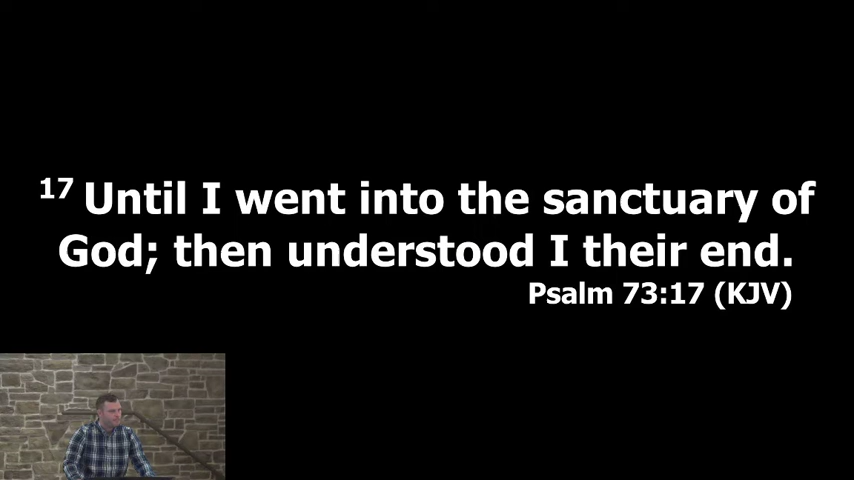 17 Until I went into the sanctuary of
God; then understood I their end.
Psalm 73:17 (KJV)